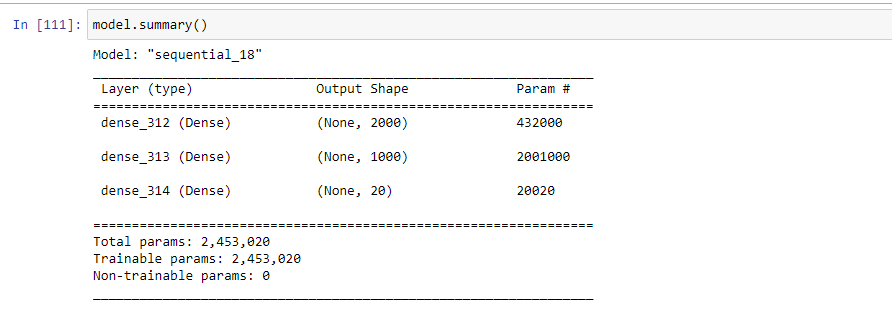 In [111]: model.summary()
Model: "sequential_18"
_________________________________________________________________
Layer (type) Output Shape Param #
=================================================================
dense_312 (Dense) (None, 2000) 432000
dense_313 (Dense) (None, 1000) 2001000
dense_314 (Dense) (None, 20) 20020
=================================================================
Total params: 2,453,020
Trainable params: 2,453,020
Non-trainable params: 0
_________________________________________________________________